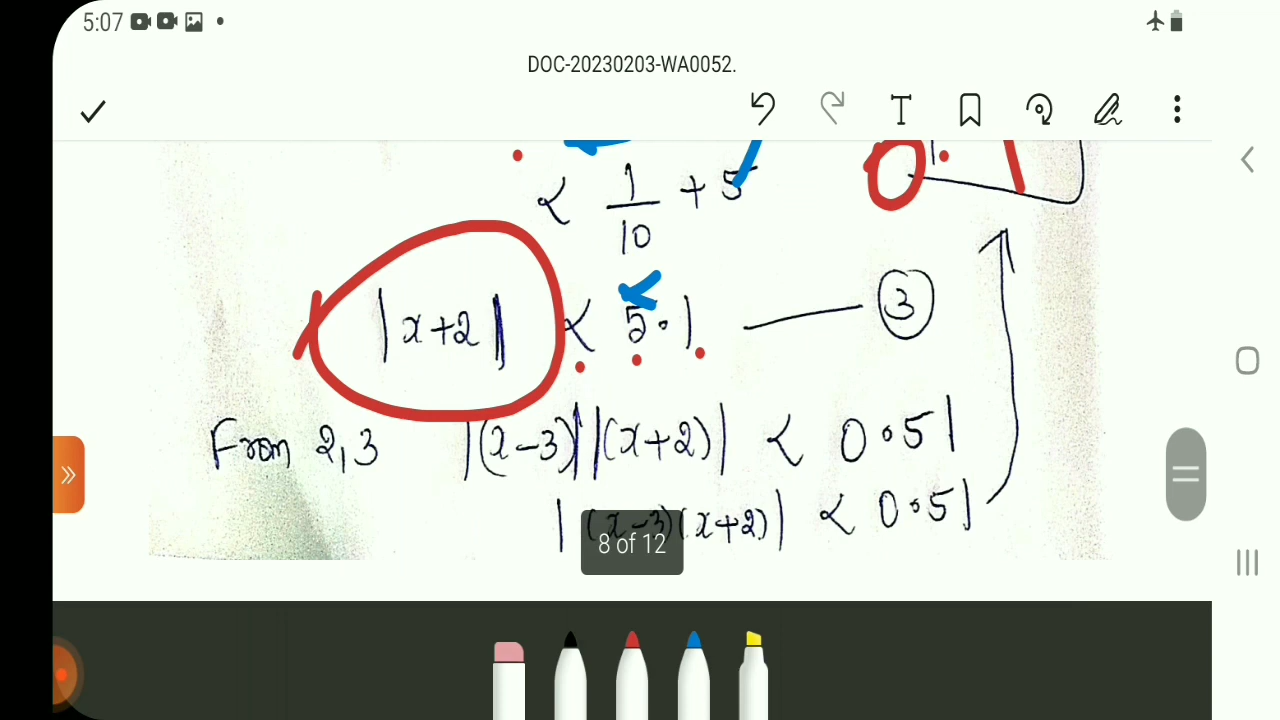 5:07
DOC-20230203-WA0052.
< 1/10 + 5
|x+2| < 5.1 — 3
From 2,3 |(x-3)||(x+2)| < 0.51
|(x-3)(x+2)| < 0.51
8 of 12